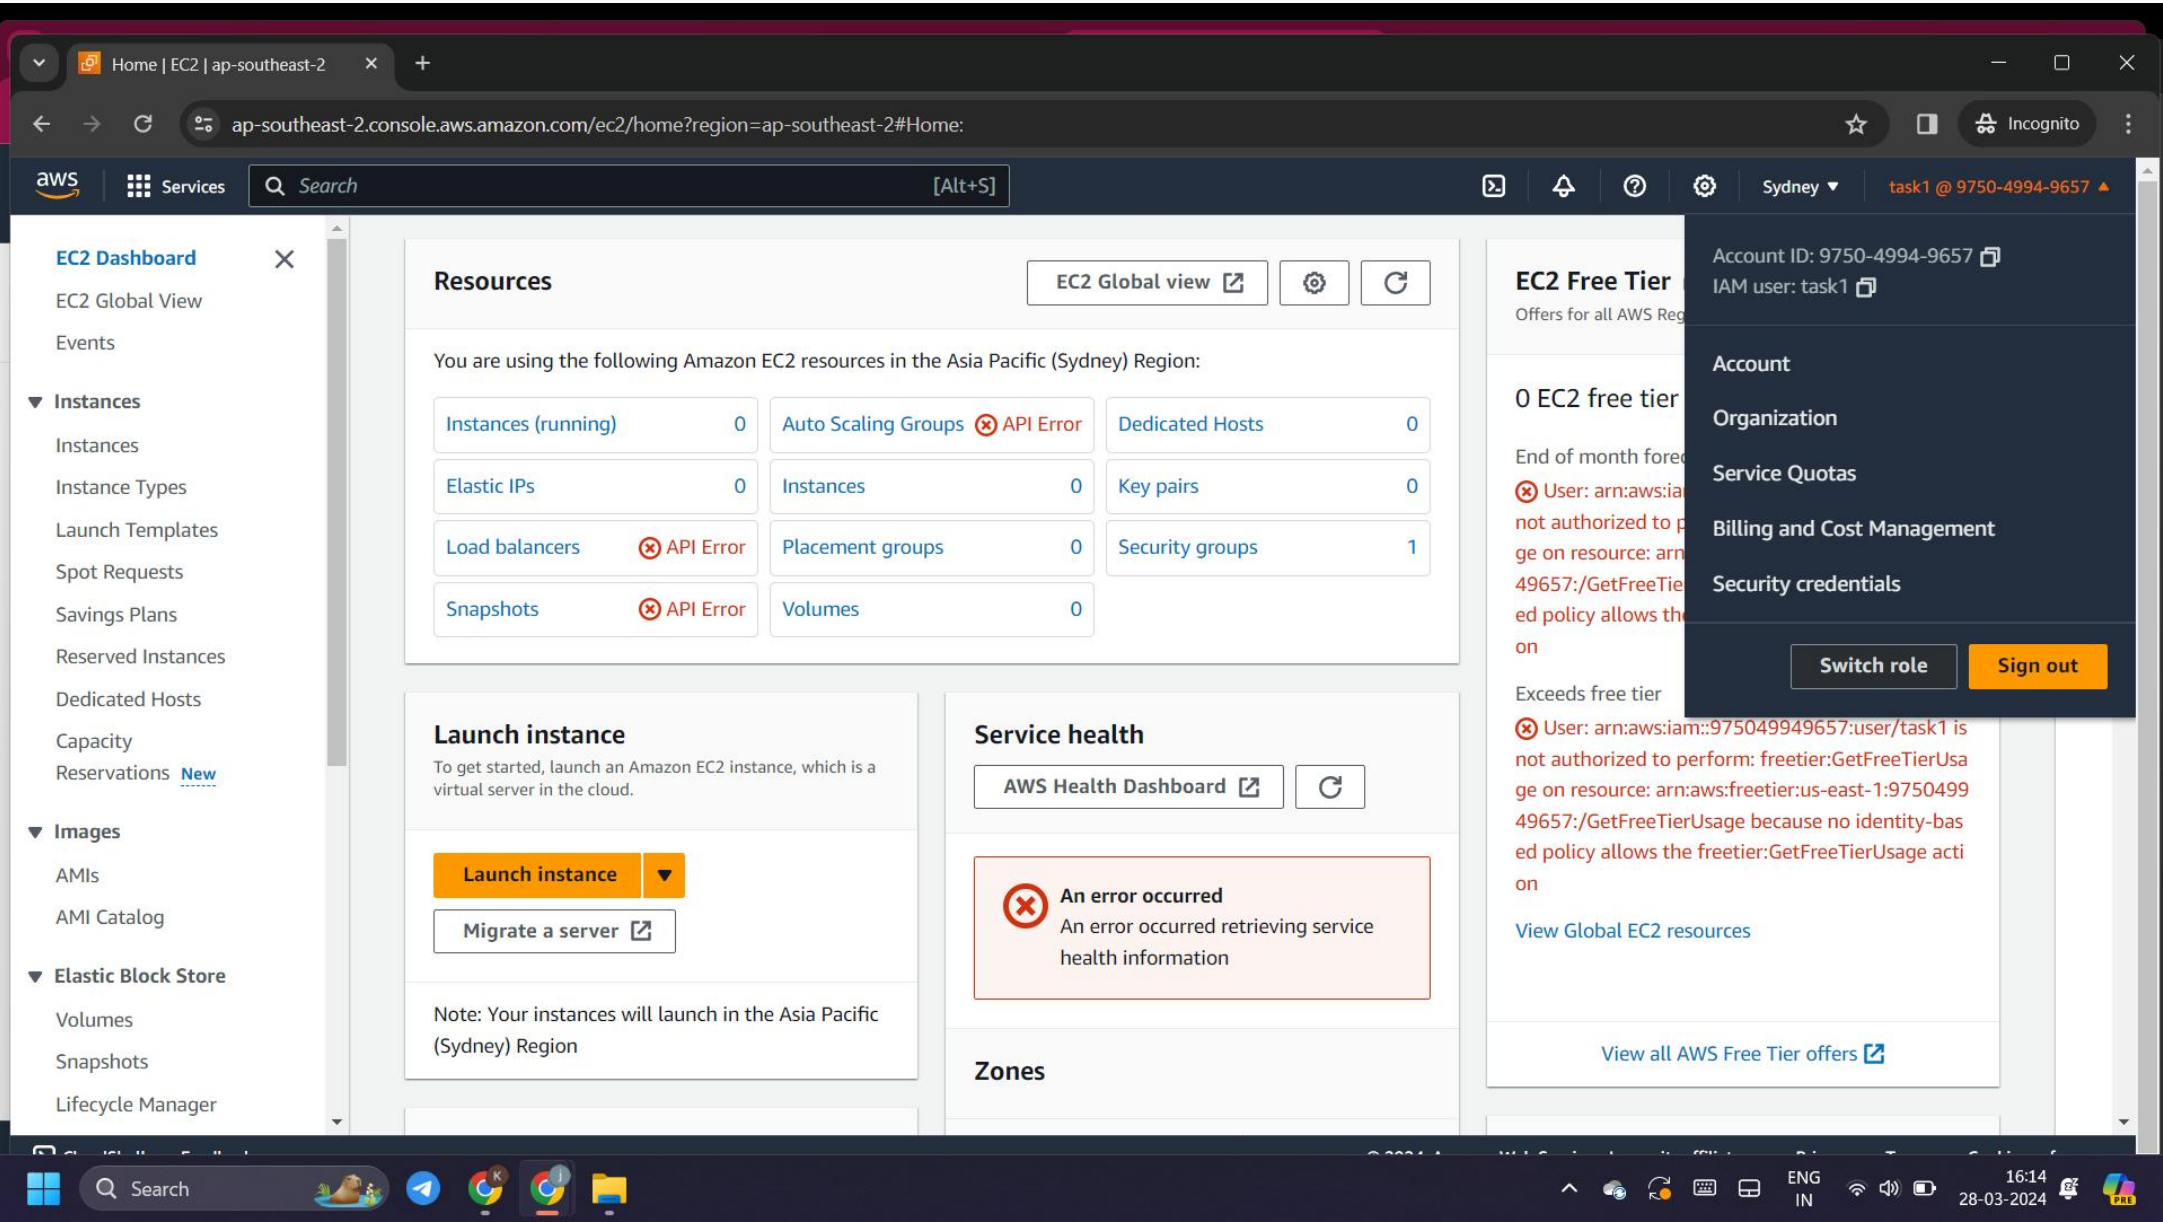 Home | EC2 | ap-southeast-2
ap-southeast-2.console.aws.amazon.com/ec2/home?region=ap-southeast-2#Home:
Incognito
aws
Services
Search
[Alt+S]
Sydney
task1 @ 9750-4994-9657
EC2 Dashboard
EC2 Global View
Events
Instances
Instances
Instance Types
Launch Templates
Spot Requests
Savings Plans
Reserved Instances
Dedicated Hosts
Capacity
Reservations New
Images
AMIs
AMI Catalog
Elastic Block Store
Volumes
Snapshots
Lifecycle Manager
Resources
EC2 Global view
You are using the following Amazon EC2 resources in the Asia Pacific (Sydney) Region:
Instances (running) 0
Auto Scaling Groups API Error
Dedicated Hosts 0
Elastic IPs 0
Instances 0
Key pairs 0
Load balancers API Error
Placement groups 0
Security groups 1
Snapshots API Error
Volumes 0
Launch instance
To get started, launch an Amazon EC2 instance, which is a
virtual server in the cloud.
Launch instance
Migrate a server
Note: Your instances will launch in the Asia Pacific
(Sydney) Region
Service health
AWS Health Dashboard
An error occurred
An error occurred retrieving service
health information
Zones
EC2 Free Tier
Offers for all AWS Reg
0 EC2 free tier
End of month forec
User: arn:aws:ia
not authorized to p
ge on resource: arn
49657:/GetFreeTie
ed policy allows the
on
Exceeds free tier
User: arn:aws:iam::975049949657:user/task1 is
not authorized to perform: freetier:GetFreeTierUsa
ge on resource: arn:aws:freetier:us-east-1:9750499
49657:/GetFreeTierUsage because no identity-bas
ed policy allows the freetier:GetFreeTierUsage acti
on
View Global EC2 resources
View all AWS Free Tier offers
Account ID: 9750-4994-9657
IAM user: task1
Account
Organization
Service Quotas
Billing and Cost Management
Security credentials
Switch role
Sign out
Search
K
ENG
IN
16:14
28-03-2024
PRE